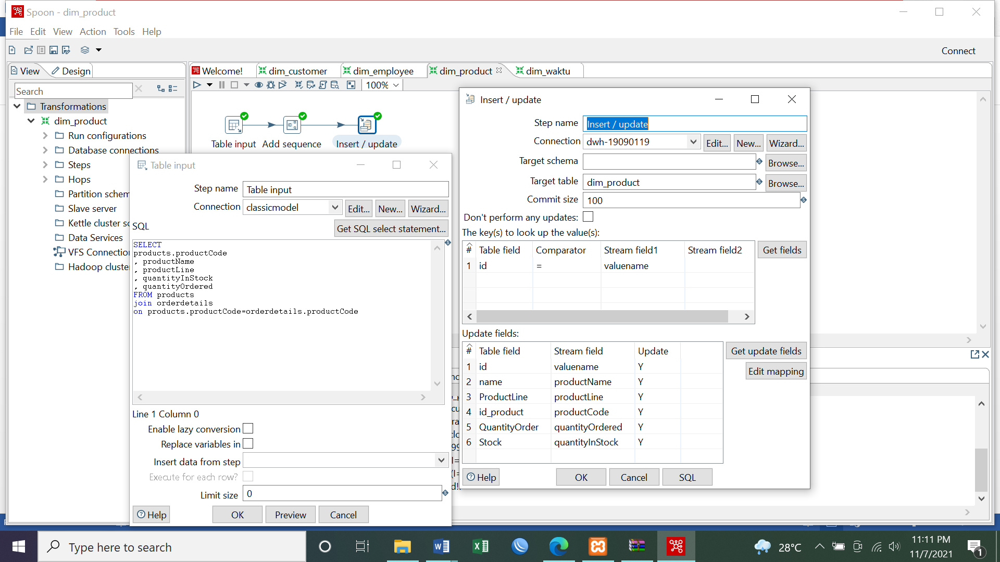 Spoon - dim_product
File Edit View Action Tools Help
Connect
View Design
Welcome! dim_customer dim_employee dim_product dim_waktu
100%
Search
Transformations
dim_product
Run configurations
Database connections
Steps
Hops
Partition schem
Slave server
Kettle cluster sc
Data Services
VFS Connection
Hadoop cluste
Table input Add sequence Insert / update
Table input
Step name Table input
Connection classicmodel Edit... New... Wizard...
SQL Get SQL select statement...
SELECT
products.productCode
, productName
, productLine
, quantityInStock
, quantityOrdered
FROM products
join orderdetails
on products.productCode=orderdetails.productCode
Line 1 Column 0
Enable lazy conversion
Replace variables in
Insert data from step
Execute for each row?
Limit size 0
Help OK Preview Cancel
Insert / update
Step name Insert / update
Connection dwh-19090119 Edit... New... Wizard...
Target schema Browse...
Target table dim_product Browse...
Commit size 100
Don't perform any updates:
The key(s) to look up the value(s):
# Table field Comparator Stream field1 Stream field2 Get fields
1 id = valuename
Update fields:
# Table field Stream field Update Get update fields
1 id valuename Y Edit mapping
2 name productName Y
3 ProductLine productLine Y
4 id_product productCode Y
5 QuantityOrder quantityOrdered Y
6 Stock quantityInStock Y
Help OK Cancel SQL
Type here to search
28°C
11:11 PM
11/7/2021
1